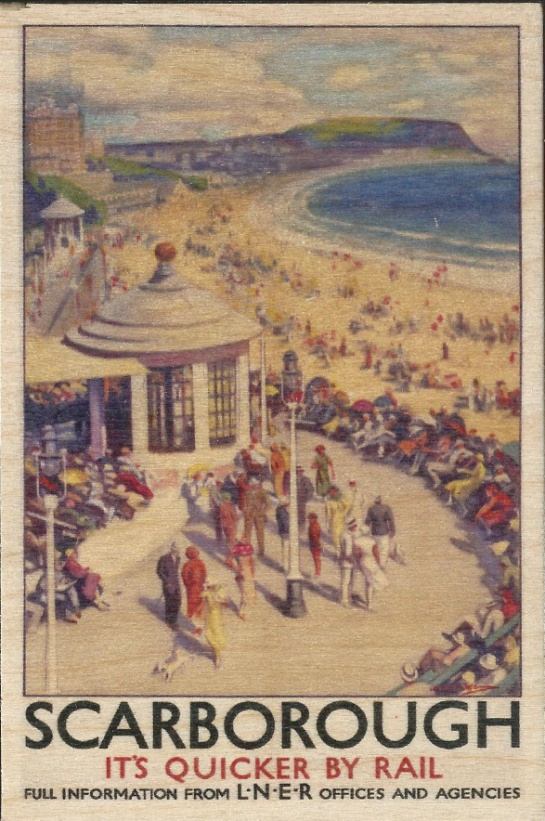 SCARBOROUGH
IT'S QUICKER BY RAIL
FULL INFORMATION FROM L·N·E·R OFFICES AND AGENCIES